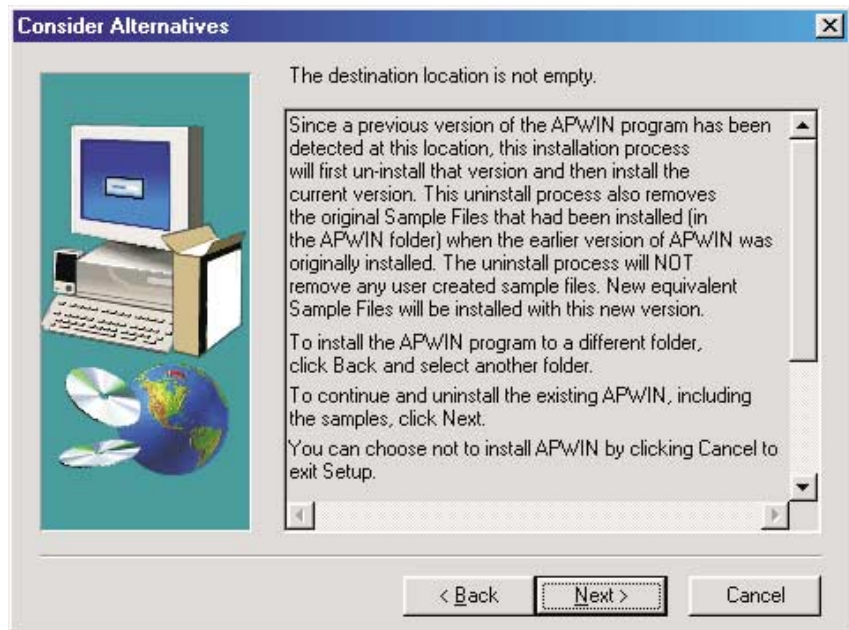 Consider Alternatives
The destination location is not empty.
Since a previous version of the APWIN program has been
detected at this location, this installation process
will first un-install that version and then install the
current version. This uninstall process also removes
the original Sample Files that had been installed (in
the APWIN folder) when the earlier version of APWIN was
originally installed. The uninstall process will NOT
remove any user created sample files. New equivalent
Sample Files will be installed with this new version.
To install the APWIN program to a different folder,
click Back and select another folder.
To continue and uninstall the existing APWIN, including
the samples, click Next.
You can choose not to install APWIN by clicking Cancel to
exit Setup.
< Back
Next >
Cancel